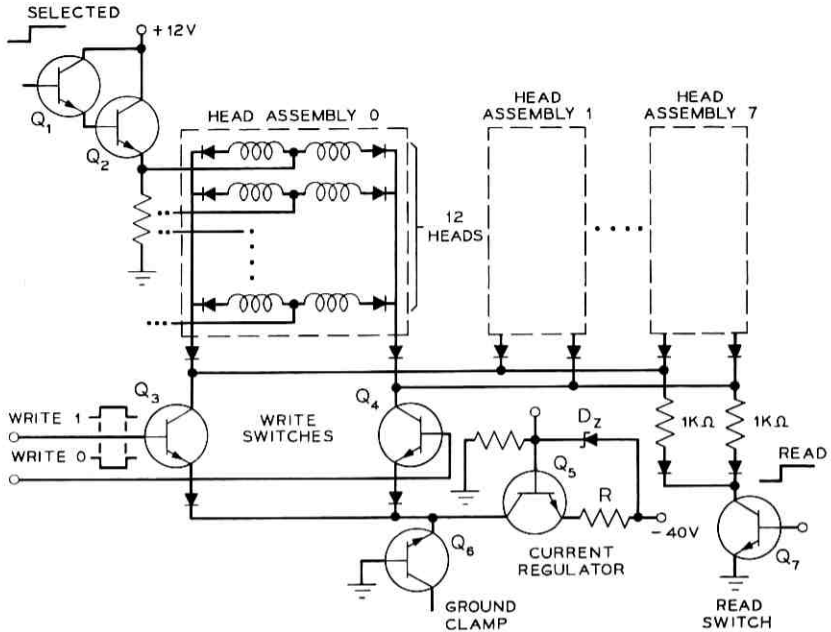 SELECTED
+12V
Q1
Q2
HEAD ASSEMBLY 0
HEAD
ASSEMBLY 1
HEAD
ASSEMBLY 7
12
HEADS
Q3
WRITE 1
WRITE 0
WRITE
SWITCHES
Q4
DZ
Q5
R
-40V
CURRENT
REGULATOR
Q6
GROUND
CLAMP
1KΩ
1KΩ
READ
Q7
READ
SWITCH